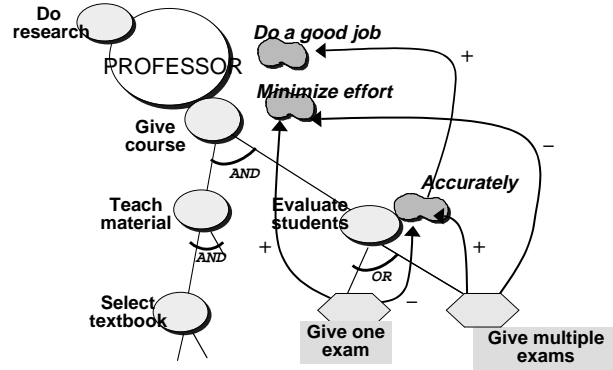 Do
research
Do a good job
PROFESSOR
+
Minimize effort
Give
course
−
AND
Accurately
Teach
material
Evaluate
students
AND
+
+
OR
Select
textbook
−
Give one
exam
Give multiple
exams